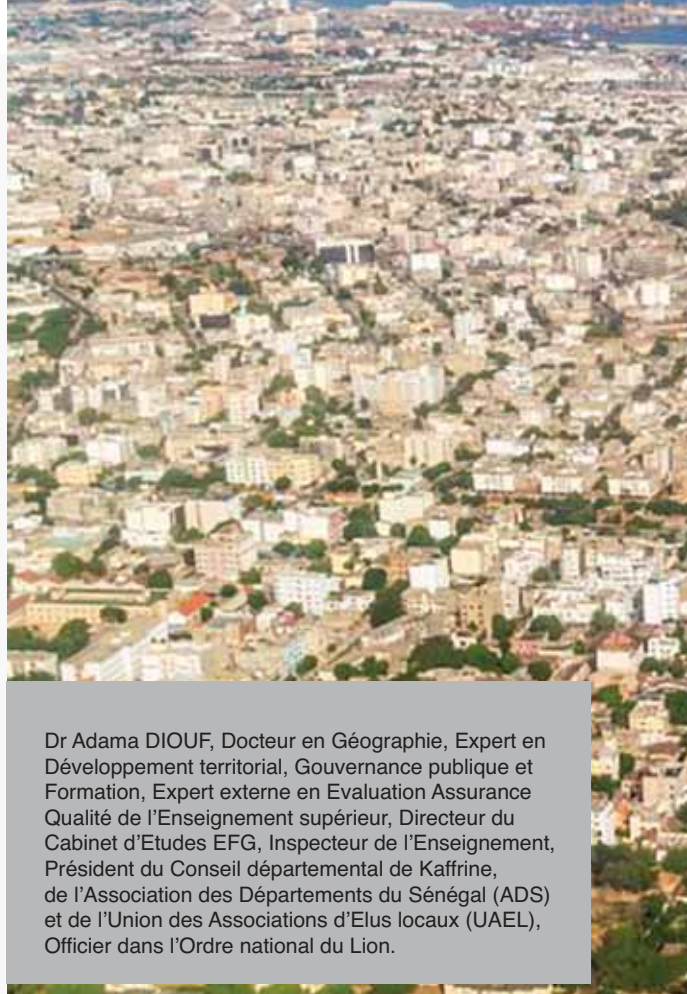 Dr Adama DIOUF, Docteur en Géographie, Expert en
Développement territorial, Gouvernance publique et
Formation, Expert externe en Evaluation Assurance
Qualité de l’Enseignement supérieur, Directeur du
Cabinet d’Etudes EFG, Inspecteur de l’Enseignement,
Président du Conseil départemental de Kaffrine,
de l’Association des Départements du Sénégal (ADS)
et de l’Union des Associations d’Elus locaux (UAEL),
Officier dans l’Ordre national du Lion.